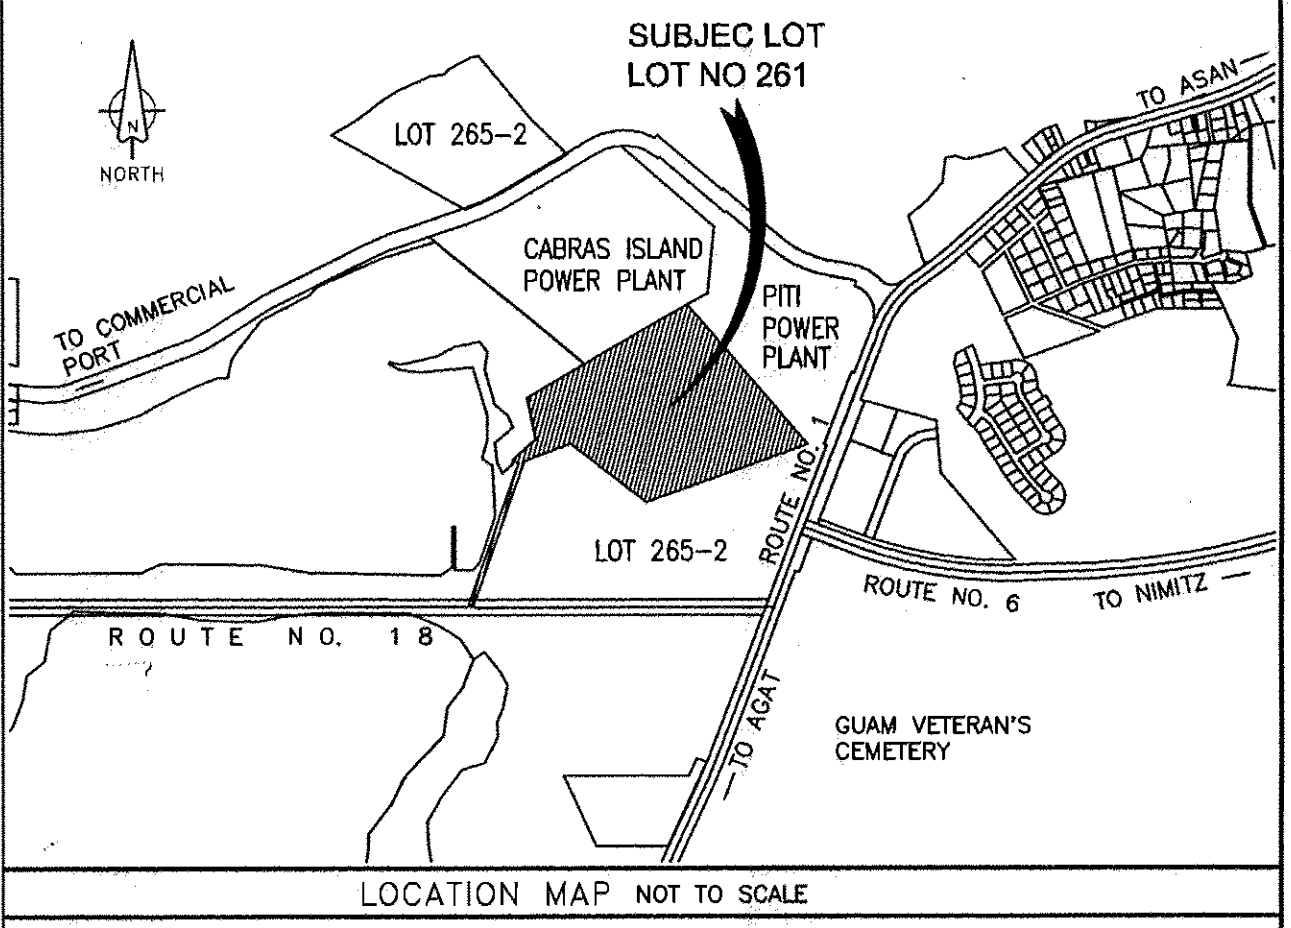 SUBJEC LOT
LOT NO 261
TO ASAN
N
NORTH
LOT 265-2
CABRAS ISLAND
POWER PLANT
TO COMMERCIAL
PORT
PITI
POWER
PLANT
ROUTE NO. 1
LOT 265-2
ROUTE NO. 6
TO NIMITZ
ROUTE NO. 18
TO AGAT
GUAM VETERAN'S
CEMETERY
LOCATION MAP NOT TO SCALE